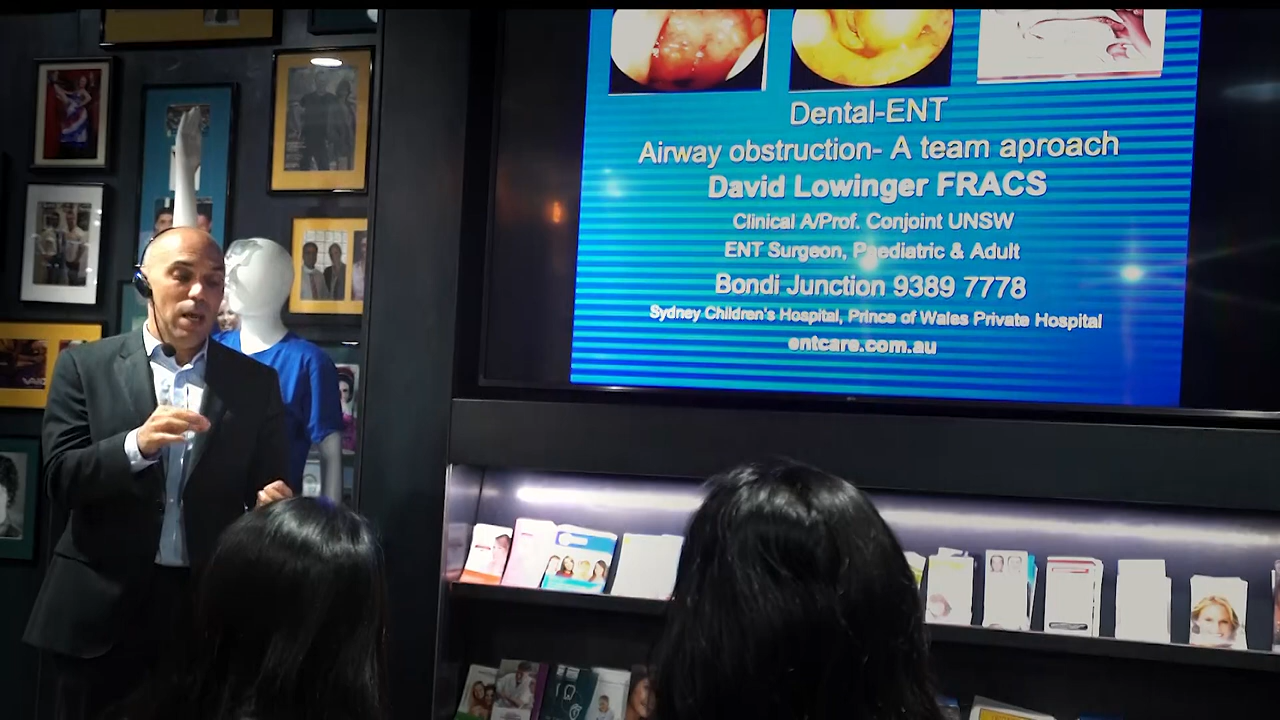 Dental-ENT
Airway obstruction- A team aproach
David Lowinger FRACS
Clinical A/Prof. Conjoint UNSW
ENT Surgeon, Paediatric & Adult
Bondi Junction 9389 7778
Sydney Children's Hospital, Prince of Wales Private Hospital
entcare.com.au